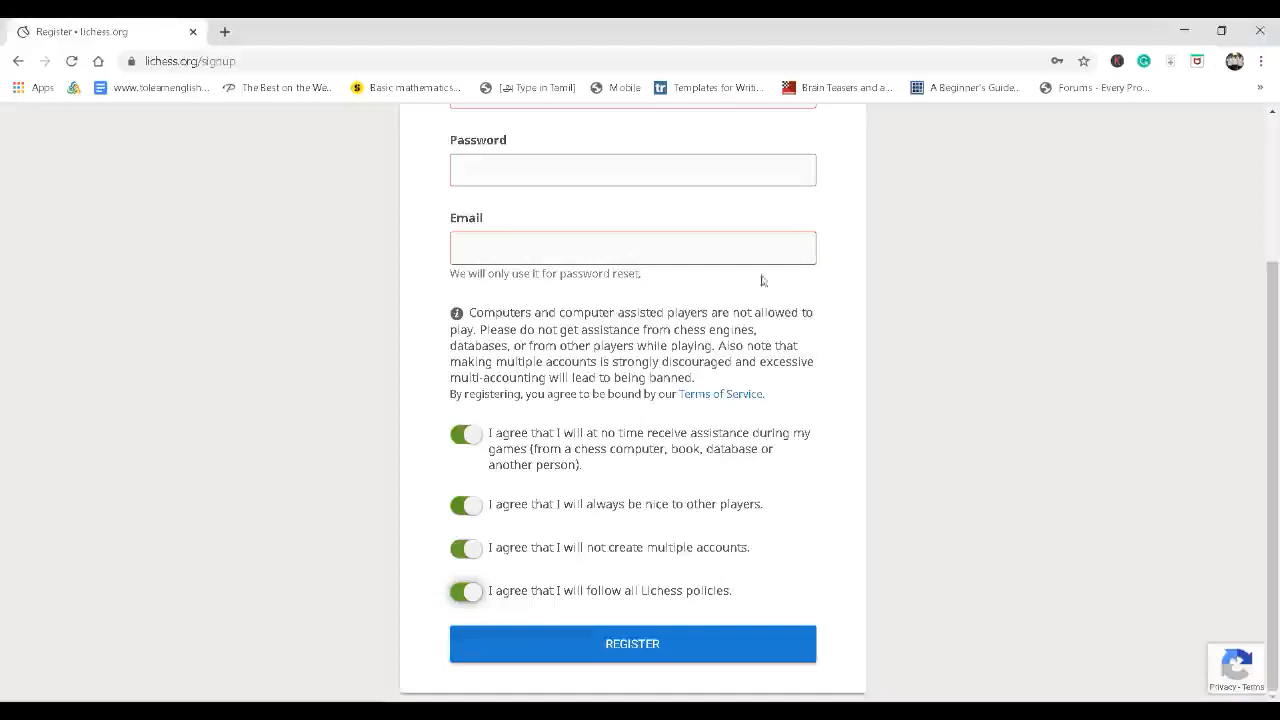 Register • lichess.org
lichess.org/signup
Apps
www.tolearnenglish...
The Best on the We...
Basic mathematics...
Type in Tamil]
Mobile
Templates for Writi...
Brain Teasers and a...
A Beginner's Guide...
Forums - Every Pro...
»
Password
Email
We will only use it for password reset.
Computers and computer-assisted players are not allowed to
play. Please do not get assistance from chess engines,
databases, or from other players while playing. Also note that
making multiple accounts is strongly discouraged and excessive
multi-accounting will lead to being banned.
By registering, you agree to be bound by our Terms of Service.
I agree that I will at no time receive assistance during my
games (from a chess computer, book, database or
another person).
I agree that I will always be nice to other players.
I agree that I will not create multiple accounts.
I agree that I will follow all Lichess policies.
REGISTER
Privacy - Terms